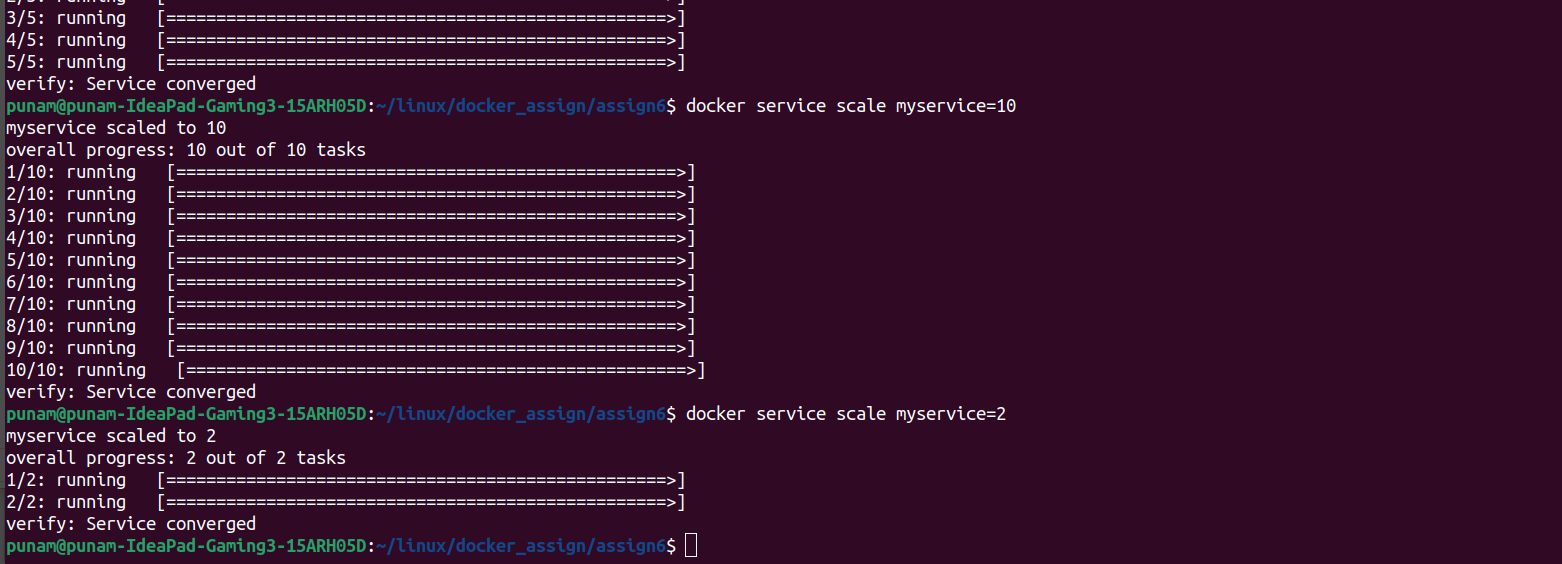 3/5: running   [==================================================>]
4/5: running   [==================================================>]
5/5: running   [==================================================>]
verify: Service converged
punam@punam-IdeaPad-Gaming3-15ARH05D:~/linux/docker_assign/assign6$ docker service scale myservice=10
myservice scaled to 10
overall progress: 10 out of 10 tasks
1/10: running   [==================================================>]
2/10: running   [==================================================>]
3/10: running   [==================================================>]
4/10: running   [==================================================>]
5/10: running   [==================================================>]
6/10: running   [==================================================>]
7/10: running   [==================================================>]
8/10: running   [==================================================>]
9/10: running   [==================================================>]
10/10: running   [==================================================>]
verify: Service converged
punam@punam-IdeaPad-Gaming3-15ARH05D:~/linux/docker_assign/assign6$ docker service scale myservice=2
myservice scaled to 2
overall progress: 2 out of 2 tasks
1/2: running   [==================================================>]
2/2: running   [==================================================>]
verify: Service converged
punam@punam-IdeaPad-Gaming3-15ARH05D:~/linux/docker_assign/assign6$